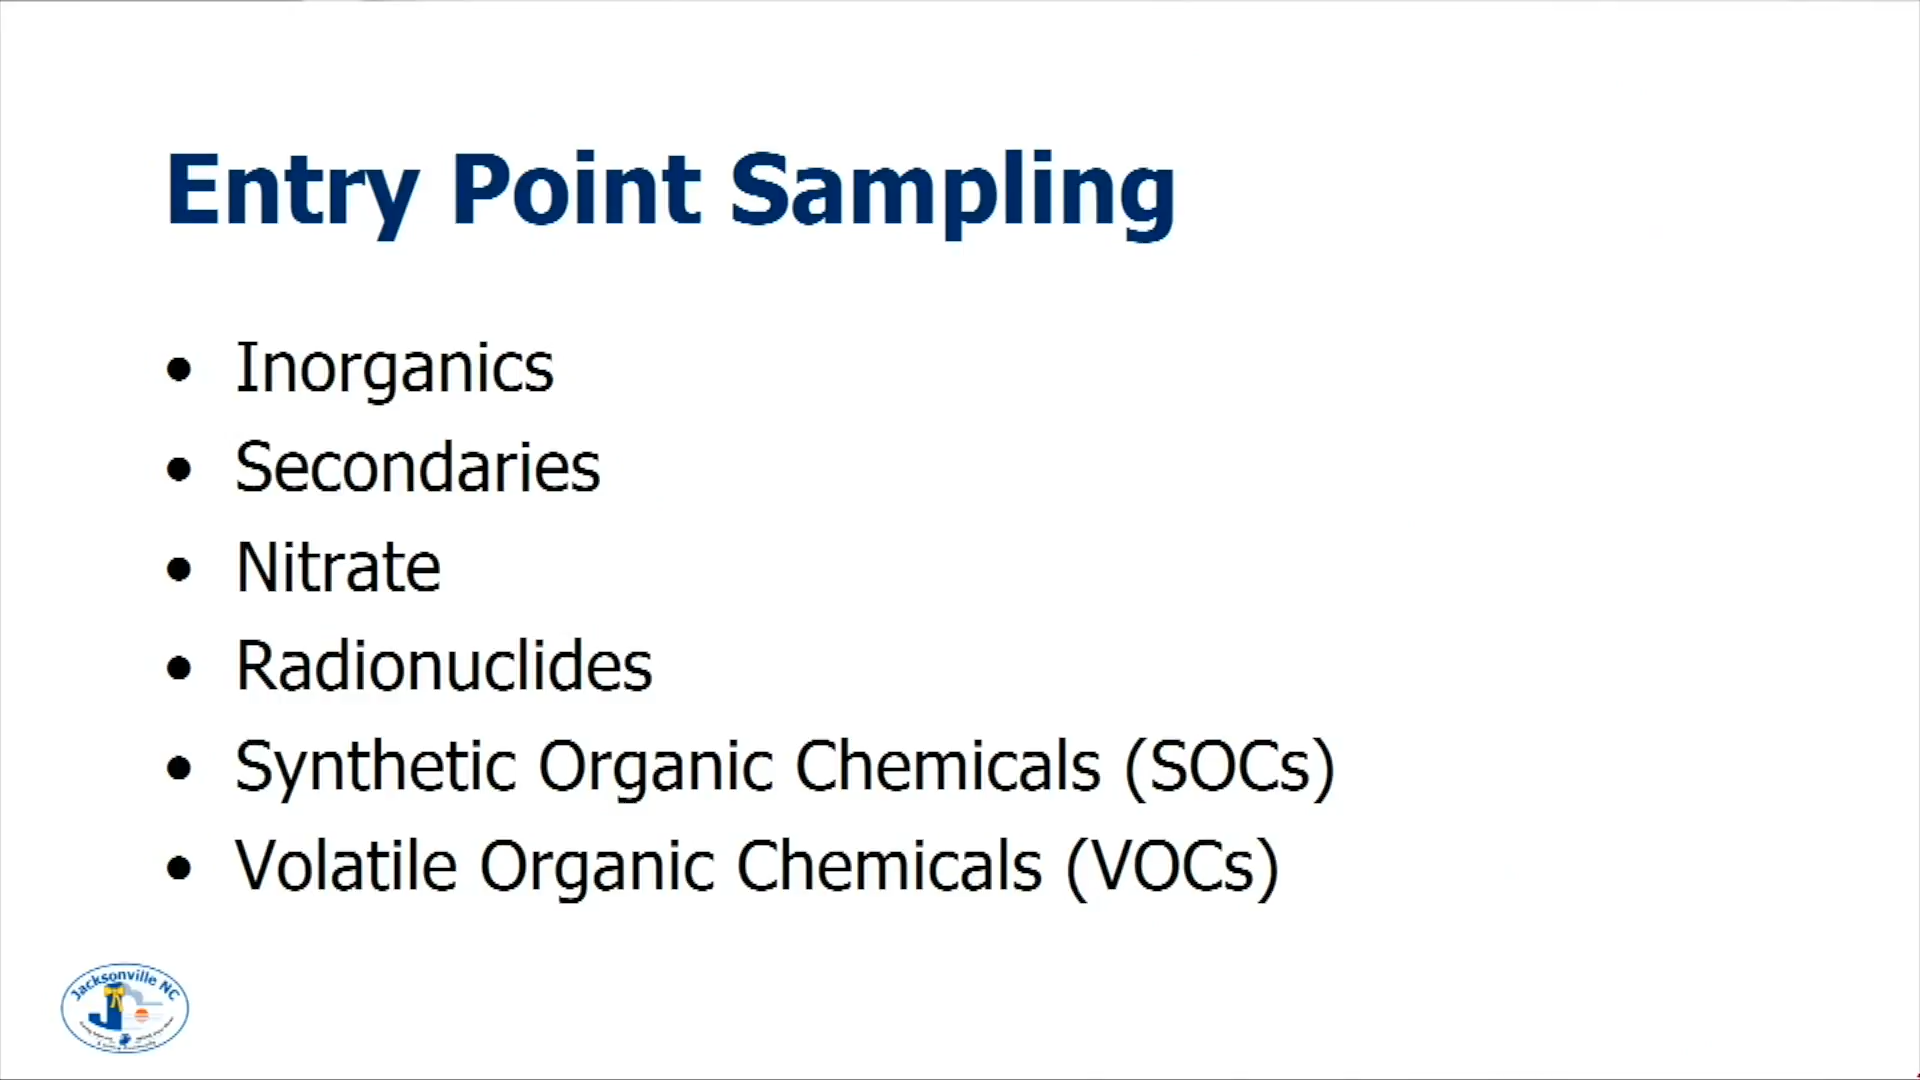 Entry Point Sampling
• Inorganics
• Secondaries
• Nitrate
• Radionuclides
• Synthetic Organic Chemicals (SOCs)
• Volatile Organic Chemicals (VOCs)
Jacksonville NC